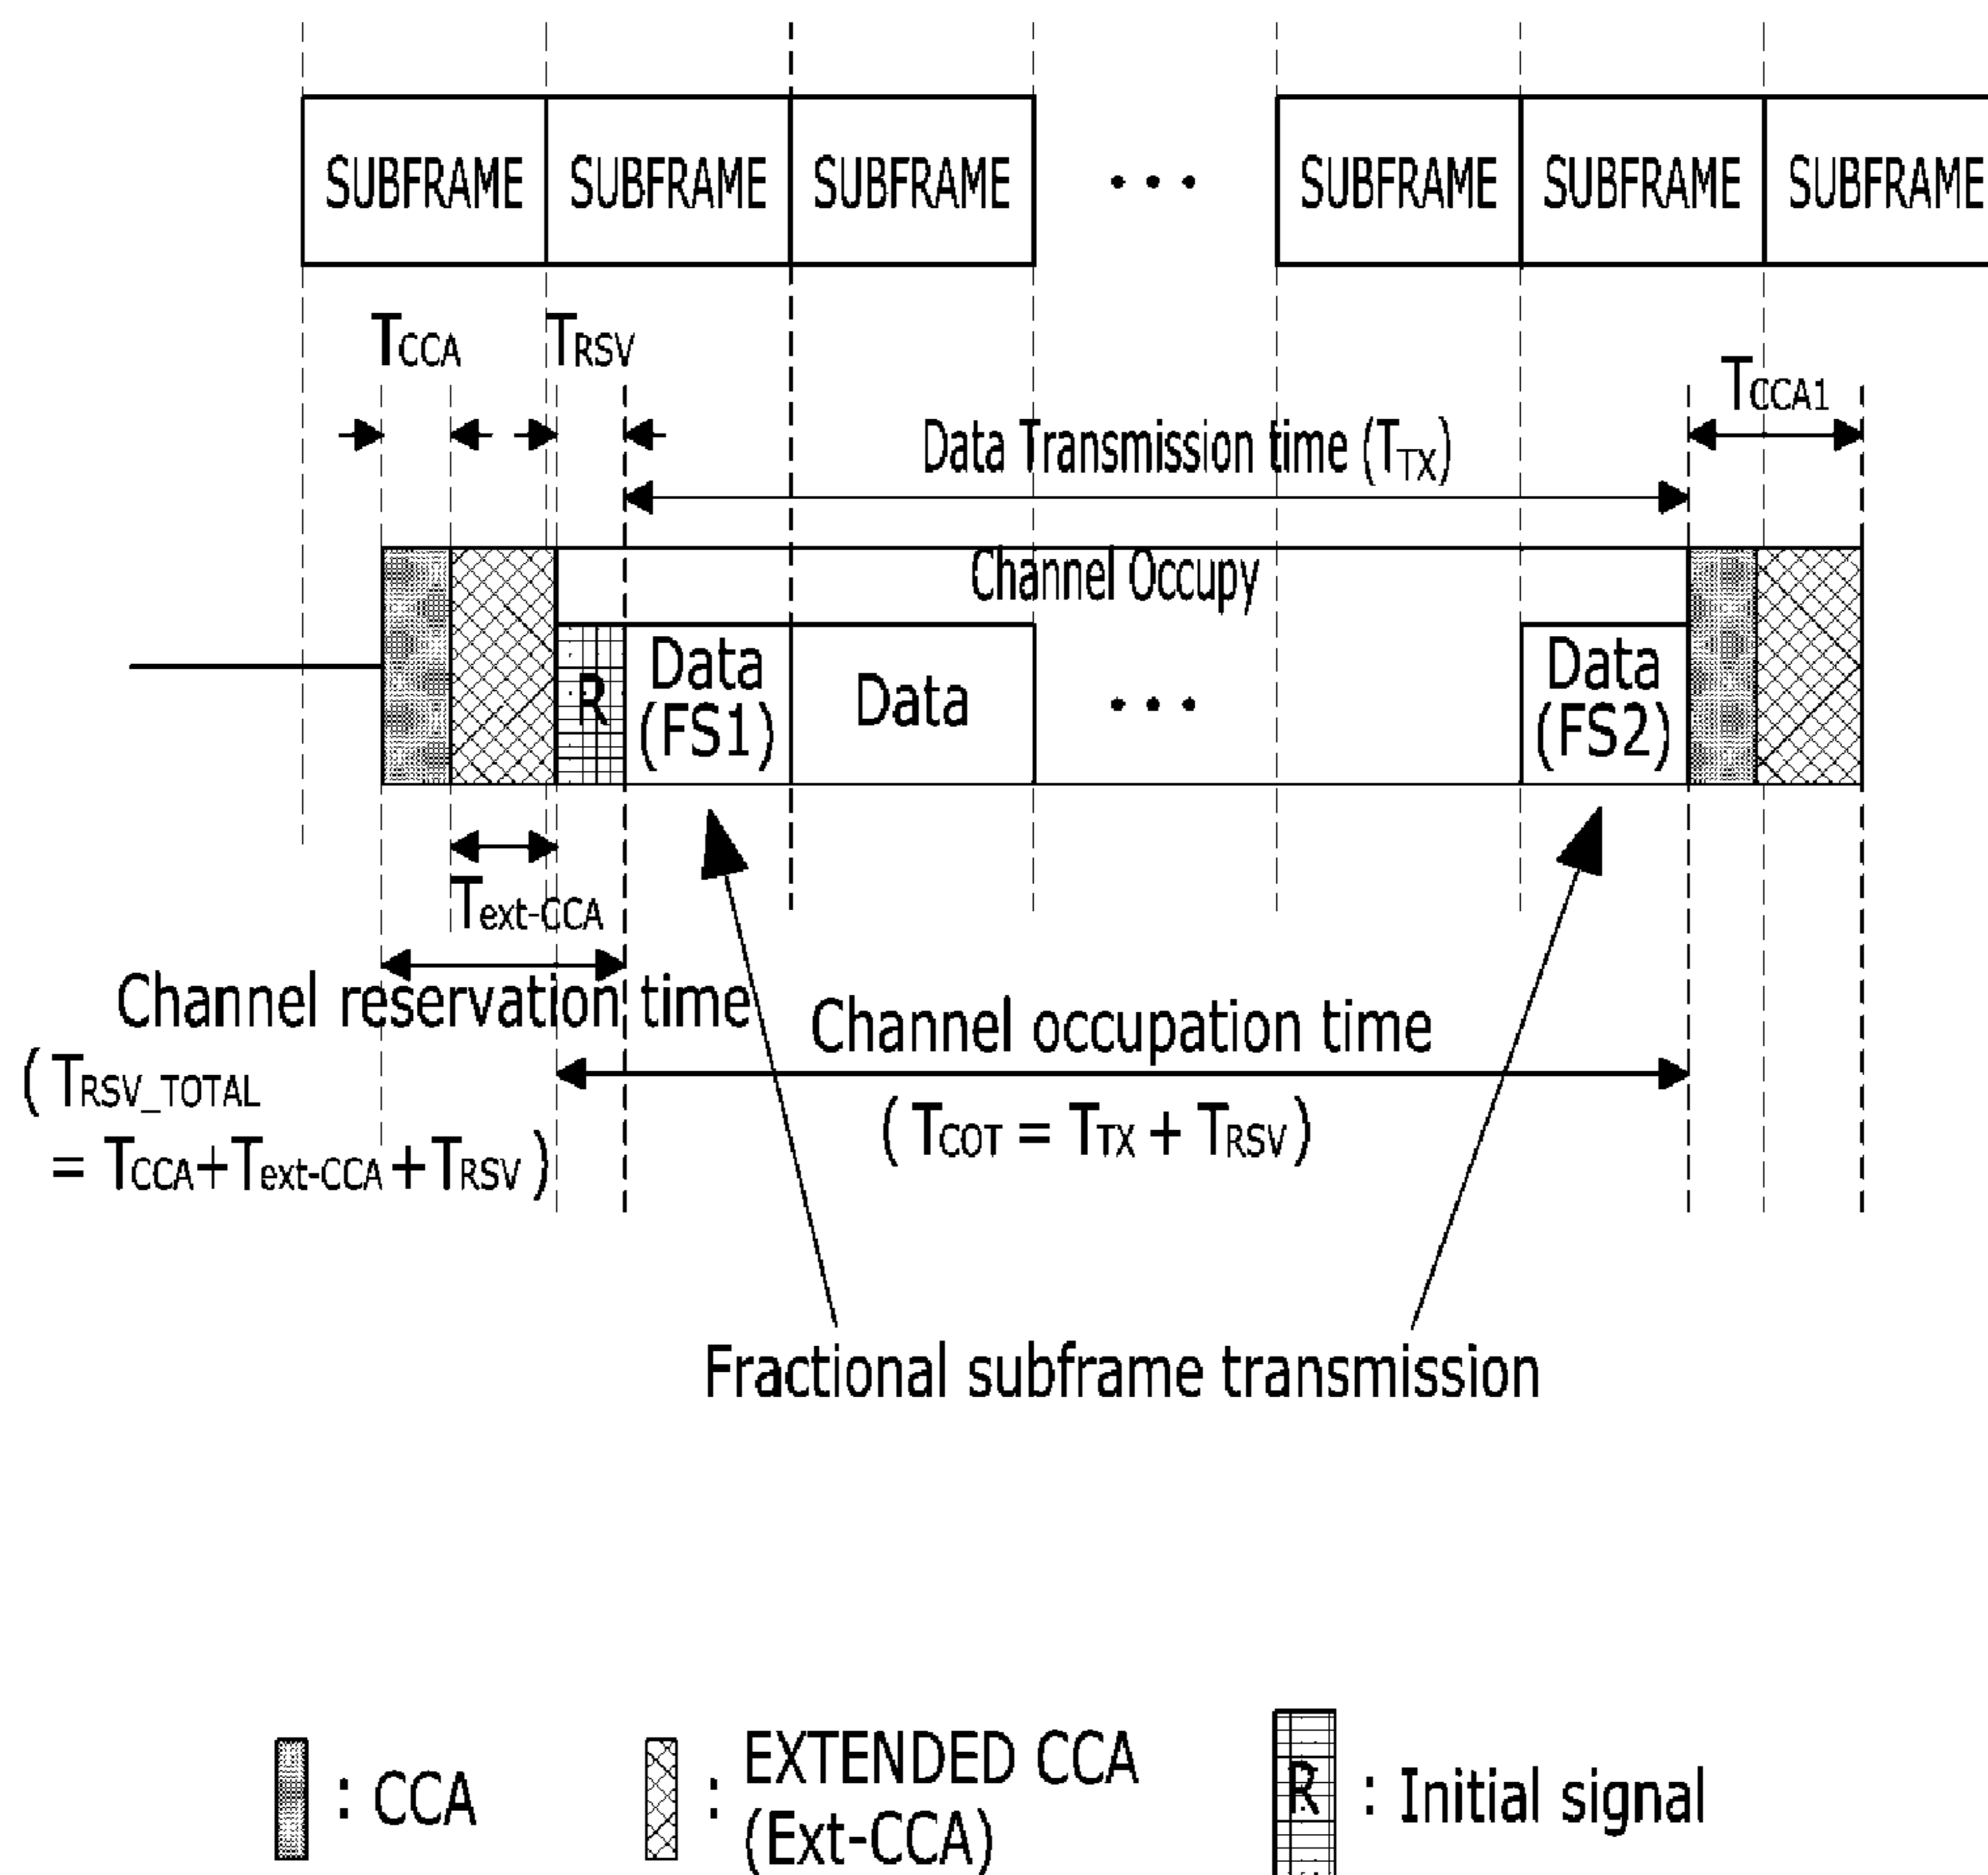 SUBFRAME SUBFRAME SUBFRAME • • • SUBFRAME SUBFRAME SUBFRAME
TCCA TRSV
TCCA1
Data Transmission time (TTX)
Channel Occupy
R
Data
(FS1)
Data
• • •
Data
(FS2)
Text-CCA
Channel reservation time
(TRSV_TOTAL
= TCCA+Text-CCA+TRSV)
Channel occupation time
(TCOT = TTX + TRSV)
Fractional subframe transmission
: CCA
: EXTENDED CCA
(Ext-CCA)
R : Initial signal